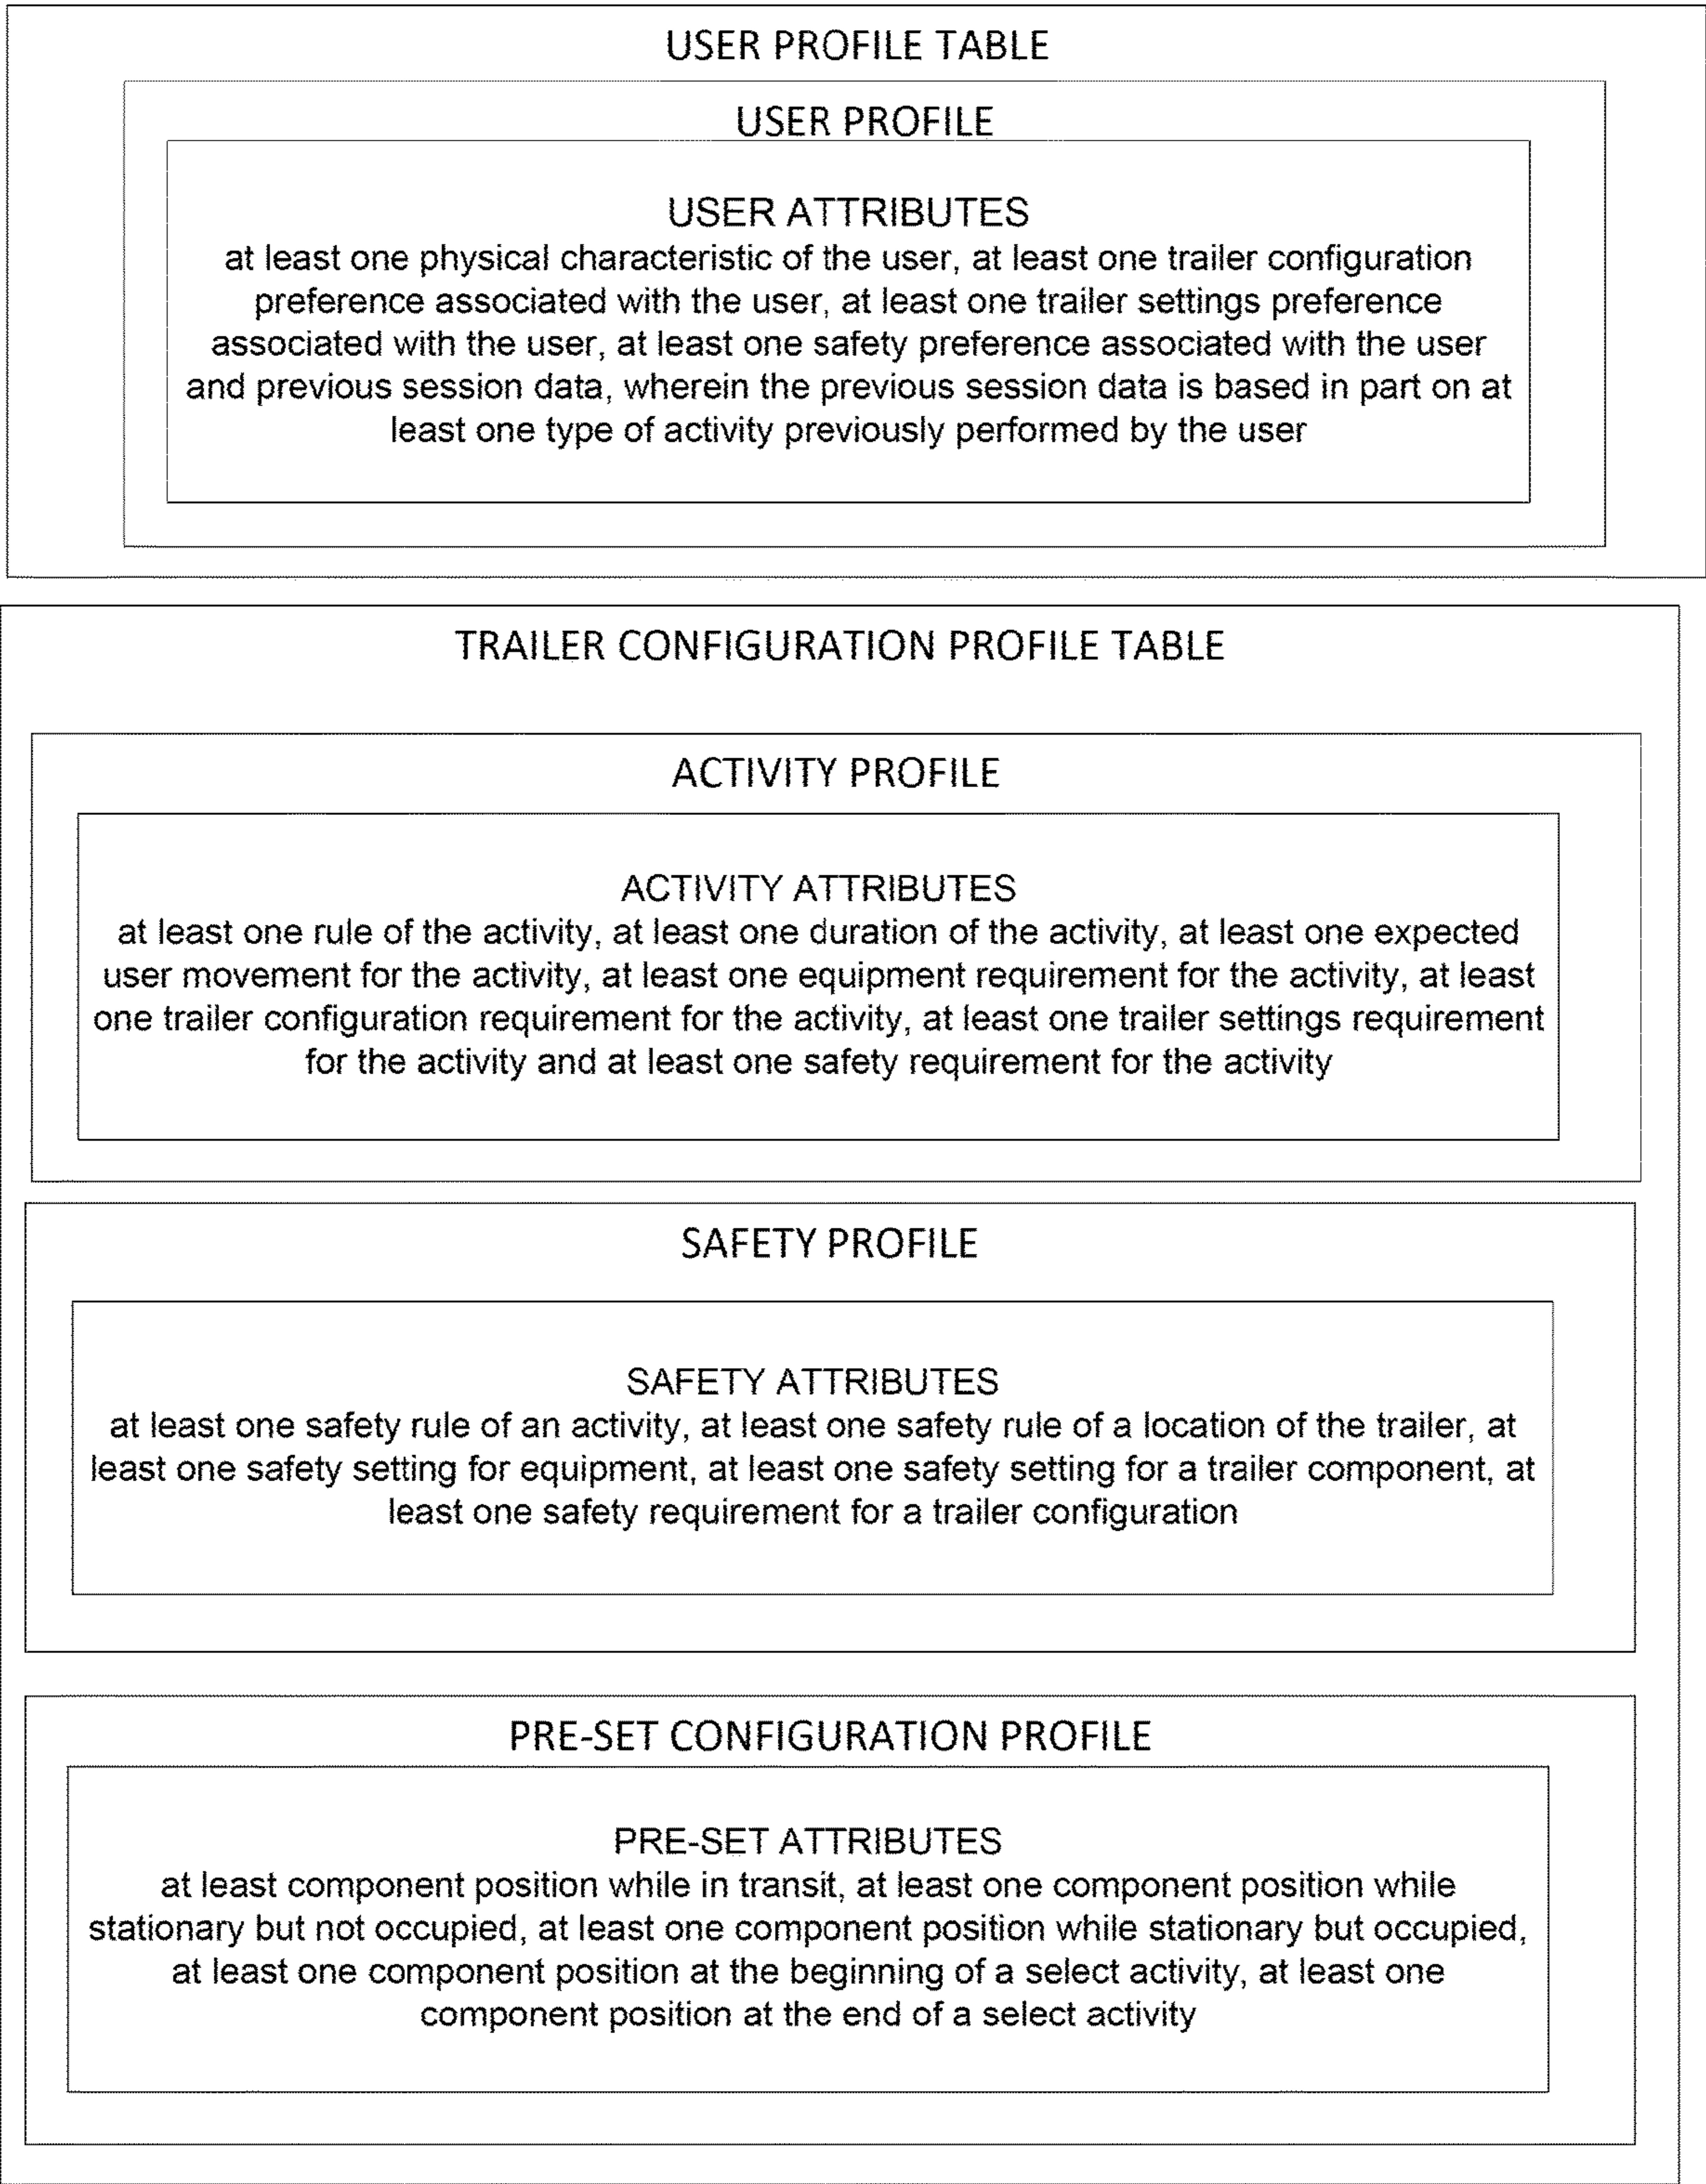 USER PROFILE TABLE
USER PROFILE
USER ATTRIBUTES
at least one physical characteristic of the user, at least one trailer configuration
preference associated with the user, at least one trailer settings preference
associated with the user, at least one safety preference associated with the user
and previous session data, wherein the previous session data is based in part on at
least one type of activity previously performed by the user
TRAILER CONFIGURATION PROFILE TABLE
ACTIVITY PROFILE
ACTIVITY ATTRIBUTES
at least one rule of the activity, at least one duration of the activity, at least one expected
user movement for the activity, at least one equipment requirement for the activity, at least
one trailer configuration requirement for the activity, at least one trailer settings requirement
for the activity and at least one safety requirement for the activity
SAFETY PROFILE
SAFETY ATTRIBUTES
at least one safety rule of an activity, at least one safety rule of a location of the trailer, at
least one safety setting for equipment, at least one safety setting for a trailer component, at
least one safety requirement for a trailer configuration
PRE-SET CONFIGURATION PROFILE
PRE-SET ATTRIBUTES
at least component position while in transit, at least one component position while
stationary but not occupied, at least one component position while stationary but occupied,
at least one component position at the beginning of a select activity, at least one
component position at the end of a select activity